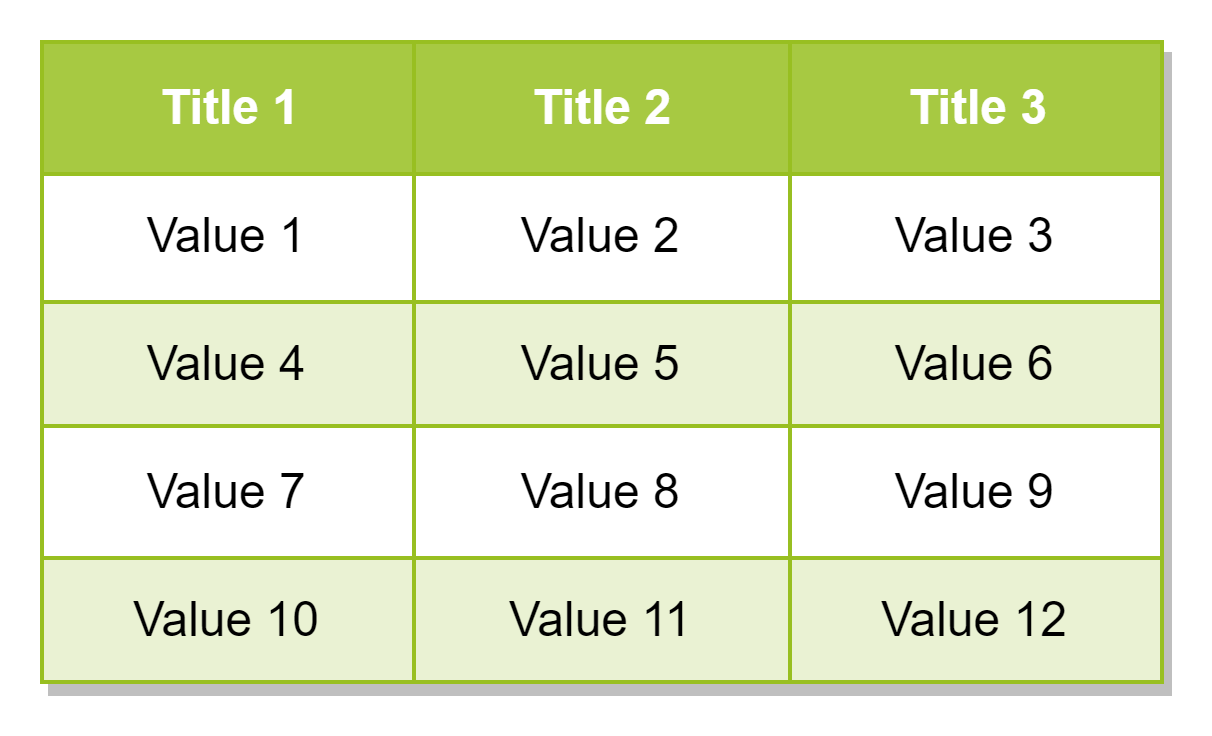 Title 1 Title 2 Title 3
Value 1 Value 2 Value 3
Value 4 Value 5 Value 6
Value 7 Value 8 Value 9
Value 10 Value 11 Value 12